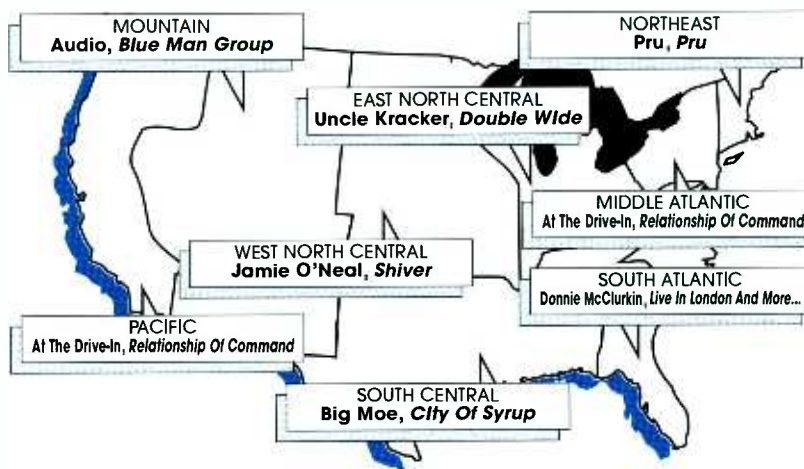 MOUNTAIN
Audio, Blue Man Group
NORTHEAST
Pru, Pru
EAST NORTH CENTRAL
Uncle Kracker, Double Wide
MIDDLE ATLANTIC
At The Drive-In, Relationship Of Command
WEST NORTH CENTRAL
Jamie O'Neal, Shiver
SOUTH ATLANTIC
Donnie McClurkin, Live In London And More...
PACIFIC
At The Drive-In, Relationship Of Command
SOUTH CENTRAL
Big Moe, City Of Syrup